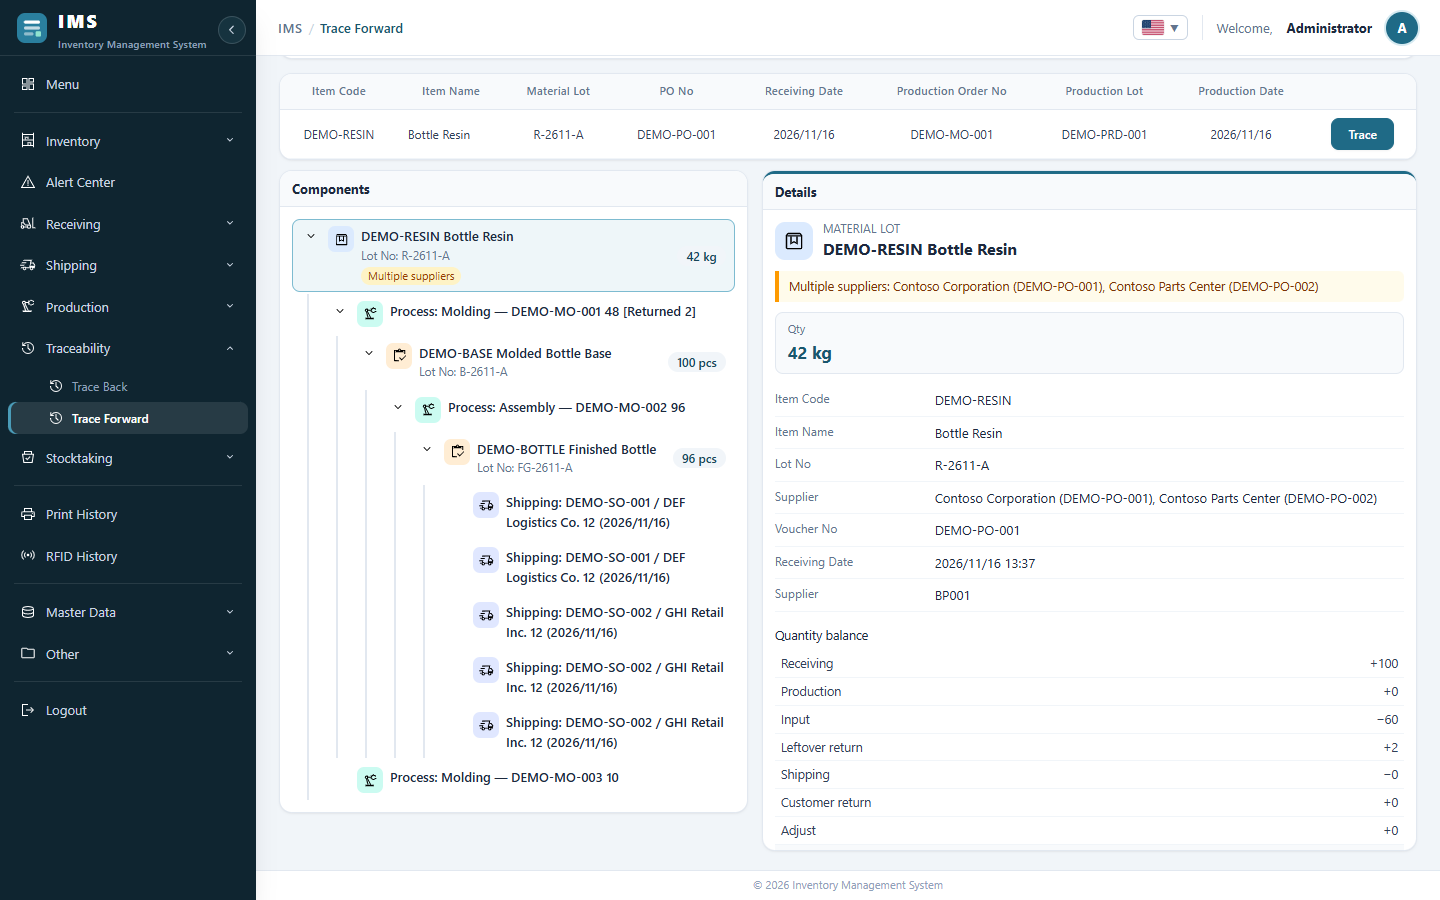 IMS
Inventory Management System
Menu
Inventory
Alert Center
Receiving
Shipping
Production
Traceability
Trace Back
Trace Forward
Stocktaking
Print History
RFID History
Master Data
Other
Logout
IMS / Trace Forward
Welcome, Administrator A
Item Code Item Name Material Lot PO No Receiving Date Production Order No Production Lot Production Date
DEMO-RESIN Bottle Resin R-2611-A DEMO-PO-001 2026/11/16 DEMO-MO-001 DEMO-PRD-001 2026/11/16 Trace
Components
DEMO-RESIN Bottle Resin
Lot No: R-2611-A
42 kg
Multiple suppliers
Process: Molding — DEMO-MO-001 48 [Returned 2]
DEMO-BASE Molded Bottle Base
Lot No: B-2611-A
100 pcs
Process: Assembly — DEMO-MO-002 96
DEMO-BOTTLE Finished Bottle
Lot No: FG-2611-A
96 pcs
Shipping: DEMO-SO-001 / DEF
Logistics Co. 12 (2026/11/16)
Shipping: DEMO-SO-001 / DEF
Logistics Co. 12 (2026/11/16)
Shipping: DEMO-SO-002 / GHI Retail
Inc. 12 (2026/11/16)
Shipping: DEMO-SO-002 / GHI Retail
Inc. 12 (2026/11/16)
Shipping: DEMO-SO-002 / GHI Retail
Inc. 12 (2026/11/16)
Process: Molding — DEMO-MO-003 10
Details
MATERIAL LOT
DEMO-RESIN Bottle Resin
Multiple suppliers: Contoso Corporation (DEMO-PO-001), Contoso Parts Center (DEMO-PO-002)
Qty
42 kg
Item Code DEMO-RESIN
Item Name Bottle Resin
Lot No R-2611-A
Supplier Contoso Corporation (DEMO-PO-001), Contoso Parts Center (DEMO-PO-002)
Voucher No DEMO-PO-001
Receiving Date 2026/11/16 13:37
Supplier BP001
Quantity balance
Receiving +100
Production +0
Input −60
Leftover return +2
Shipping −0
Customer return +0
Adjust +0
© 2026 Inventory Management System